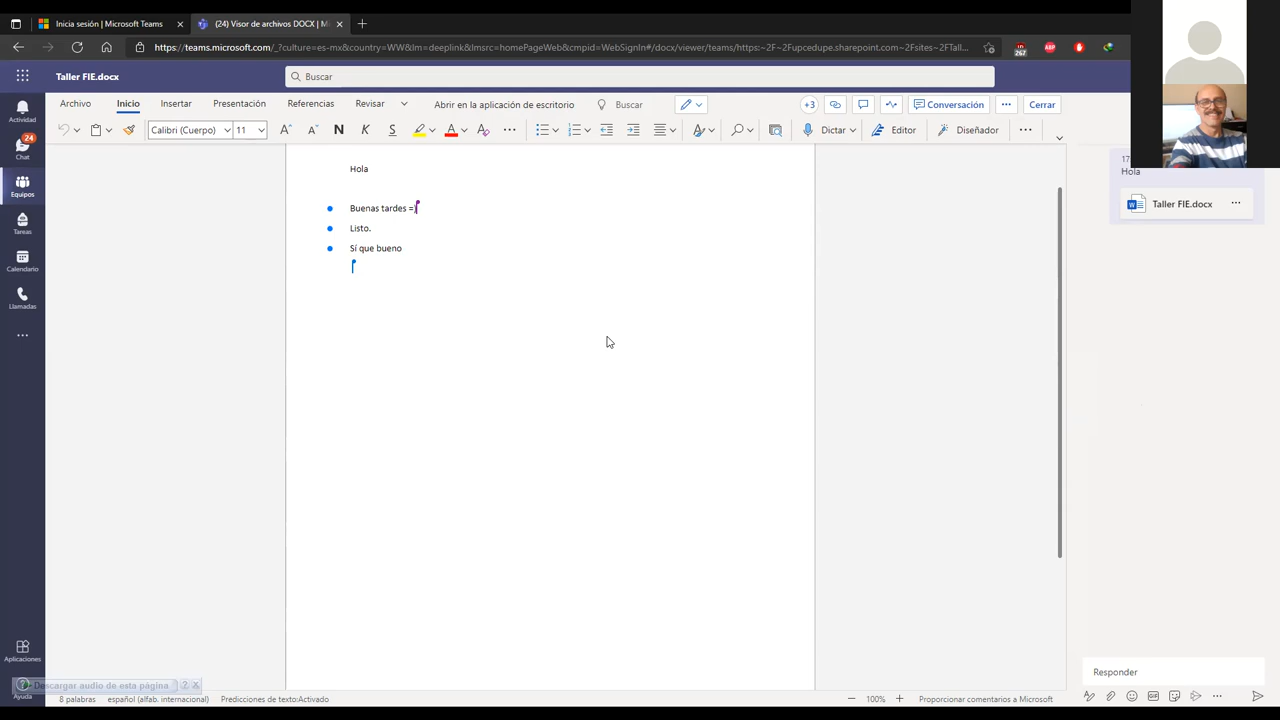 Inicia sesión | Microsoft Teams
(24) Visor de archivos DOCX | M
https://teams.microsoft.com/_?culture=es-mx&country=WW&lm=deeplink&lmsrc=homePageWeb&cmpid=WebSignIn#/docx/viewer/teams/https:~2F~2Fupcedupe.sharepoint.com~2Fsites~2FTall...
267
ABP
Taller FIE.docx
Buscar
Archivo Inicio Insertar Presentación Referencias Revisar Abrir en la aplicación de escritorio Buscar +3 Conversación Cerrar
Calibri (Cuerpo) 11 N K S A Dictar Editor Diseñador
Actividad
24
Chat
Equipos
Tareas
Calendario
Llamadas
Aplicaciones
Ayuda
Hola
Buenas tardes =)
Listo.
Sí que bueno
17
Hola
Taller FIE.docx
Responder
Descargar audio de esta página ? x
8 palabras español (alfab. internacional) Predicciones de texto:Activado 100% Proporcionar comentarios a Microsoft